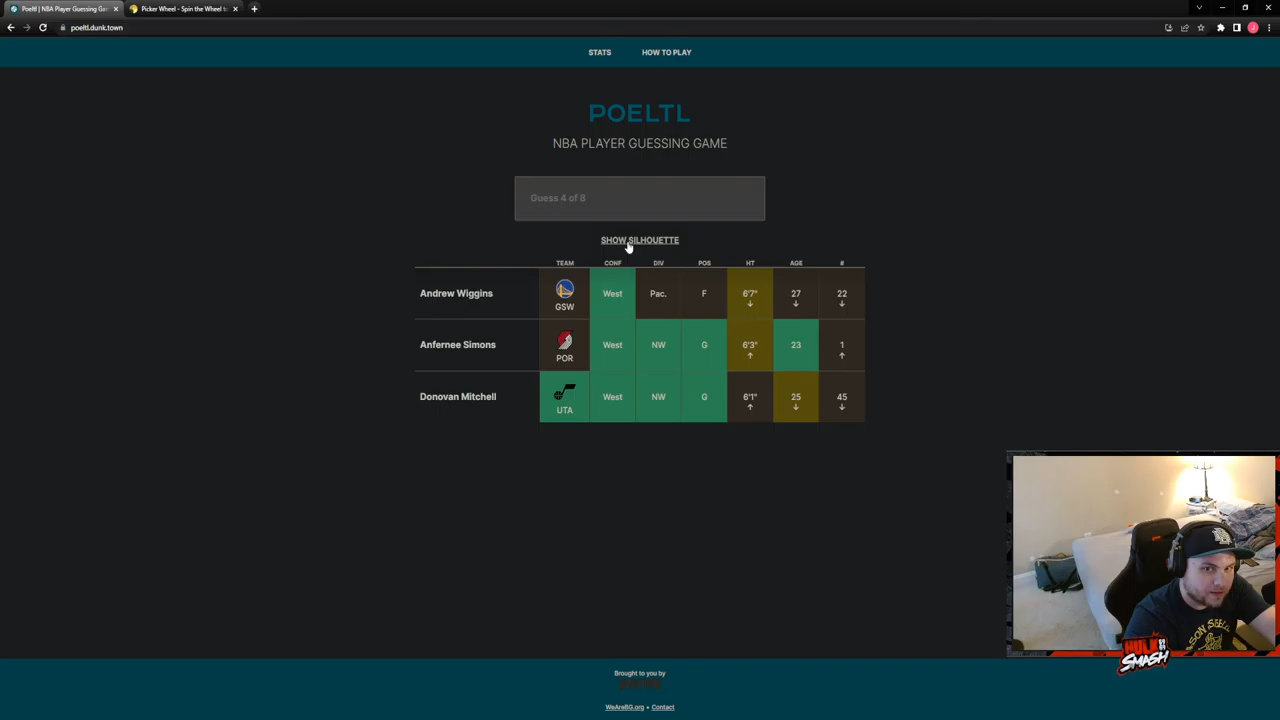 Poeltl | NBA Player Guessing Ga
Picker Wheel - Spin the Wheel to
poeltl.dunk.town
J
STATS
HOW TO PLAY
POELTL
NBA PLAYER GUESSING GAME
Guess 4 of 8
SHOW SILHOUETTE
TEAM CONF DIV POS HT AGE #
Andrew Wiggins GSW West Pac. F 6'7" ↓ 27 ↓ 22 ↓
Anfernee Simons POR West NW G 6'3" ↑ 23 1 ↑
Donovan Mitchell UTA West NW G 6'1" ↑ 25 ↓ 45 ↓
HULK
SMASH
Brought to you by
WeAreBG.org • Contact